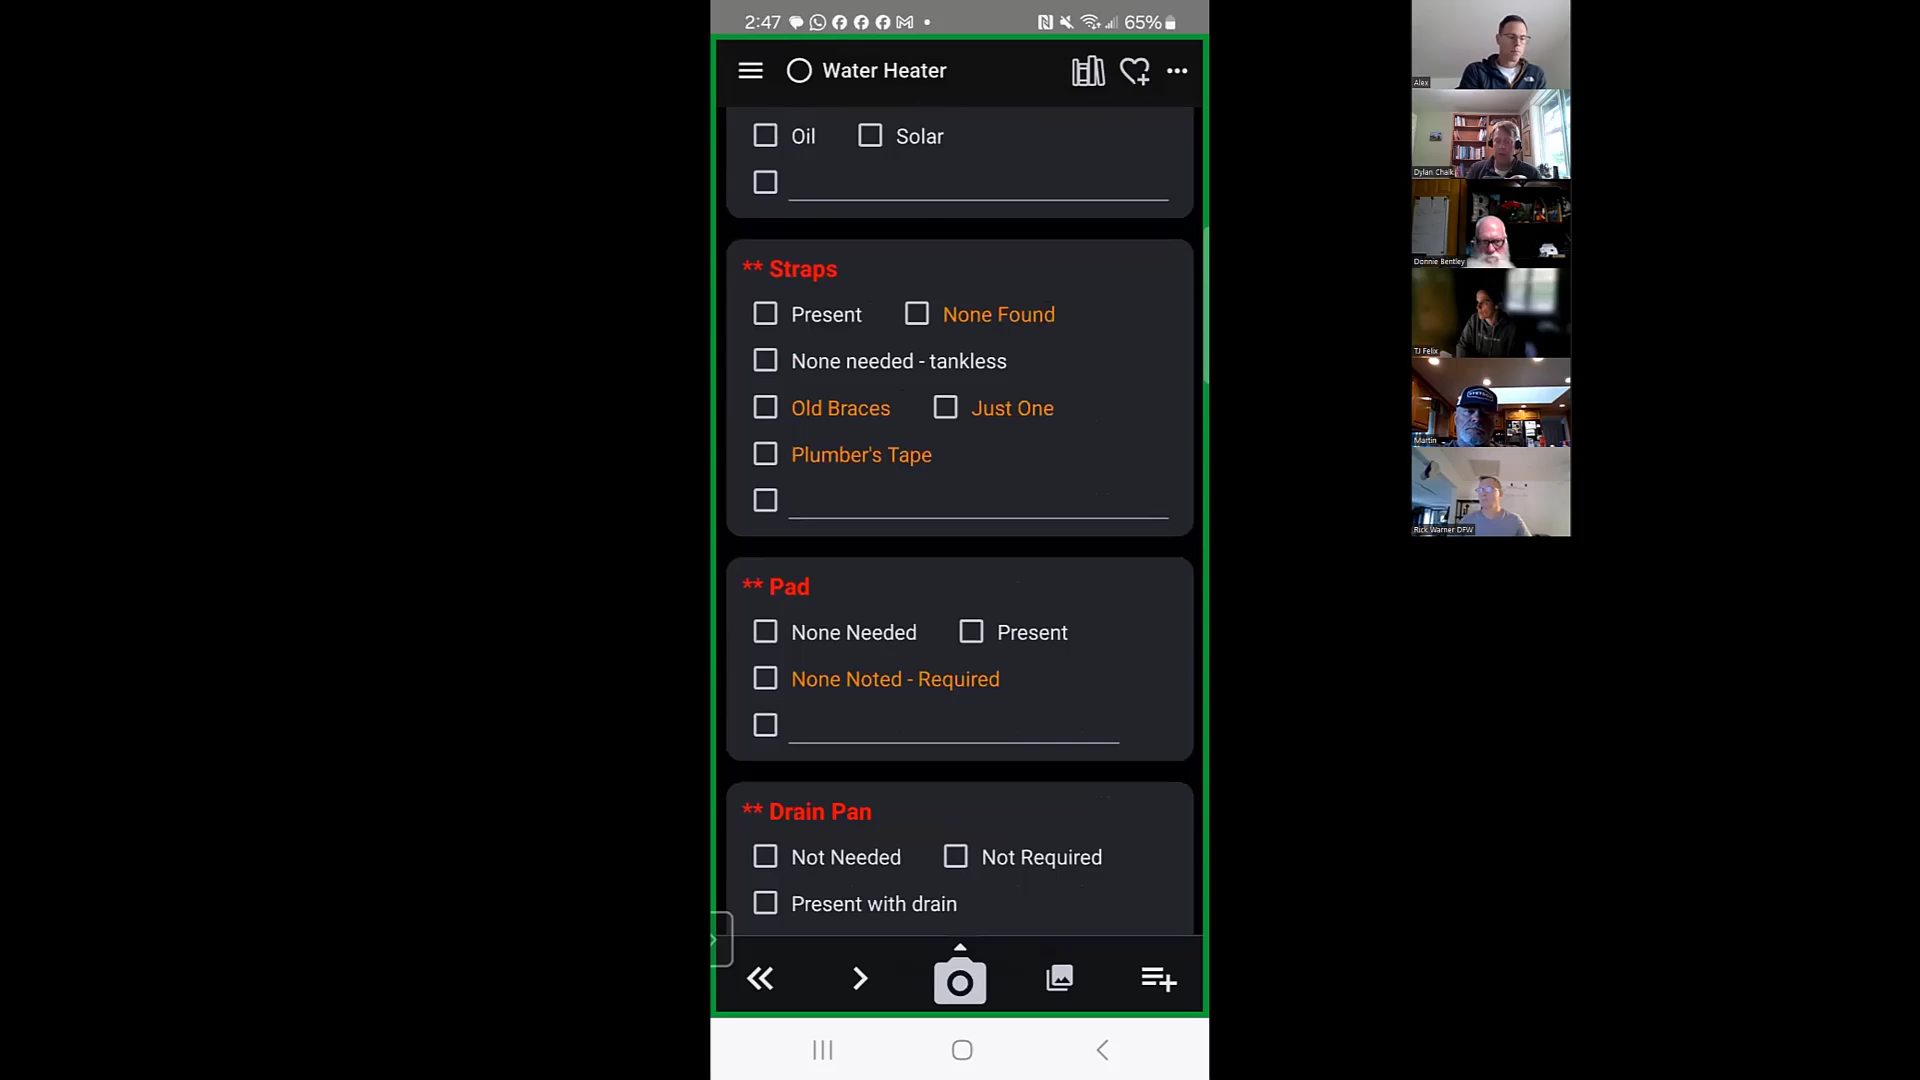 2:47
65%
Water Heater
Oil
Solar
** Straps
Present
None Found
None needed - tankless
Old Braces
Just One
Plumber's Tape
** Pad
None Needed
Present
None Noted - Required
** Drain Pan
Not Needed
Not Required
Present with drain
Alex
Dylan Chalk
Donnie Bentley
TJ Felix
Martin
Rick Warner DFW